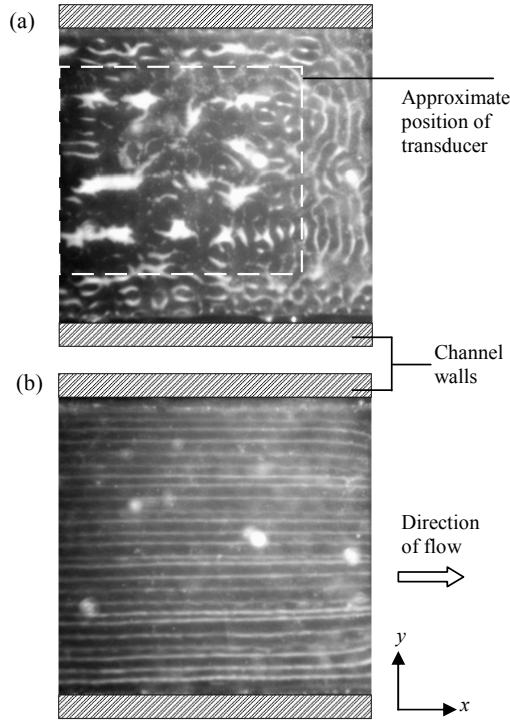 (a)
Approximate
position of
transducer
Channel
walls
(b)
Direction
of flow
y
x